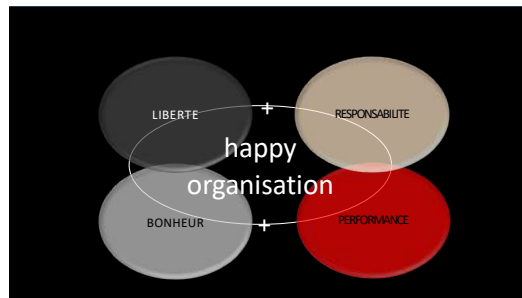 LIBERTE
+
RESPONSABILITE
happy
organisation
BONHEUR
+
PERFORMANCE